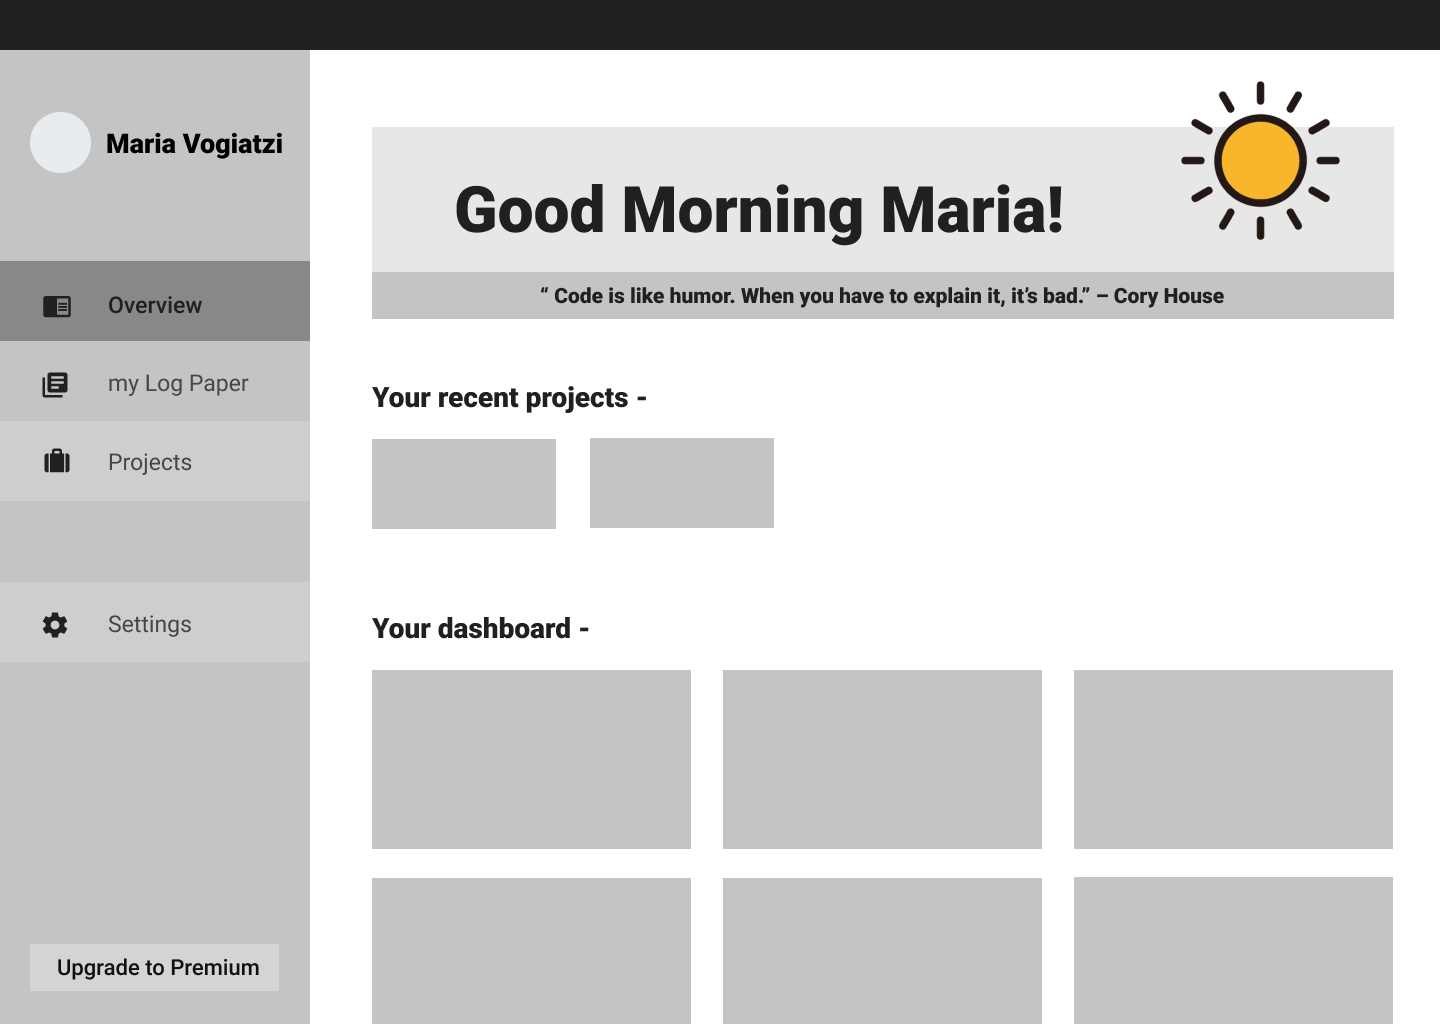 Maria Vogiatzi
Overview
my Log Paper
Projects
Settings
Upgrade to Premium
Good Morning Maria!
“ Code is like humor. When you have to explain it, it’s bad.” – Cory House
Your recent projects -
Your dashboard -